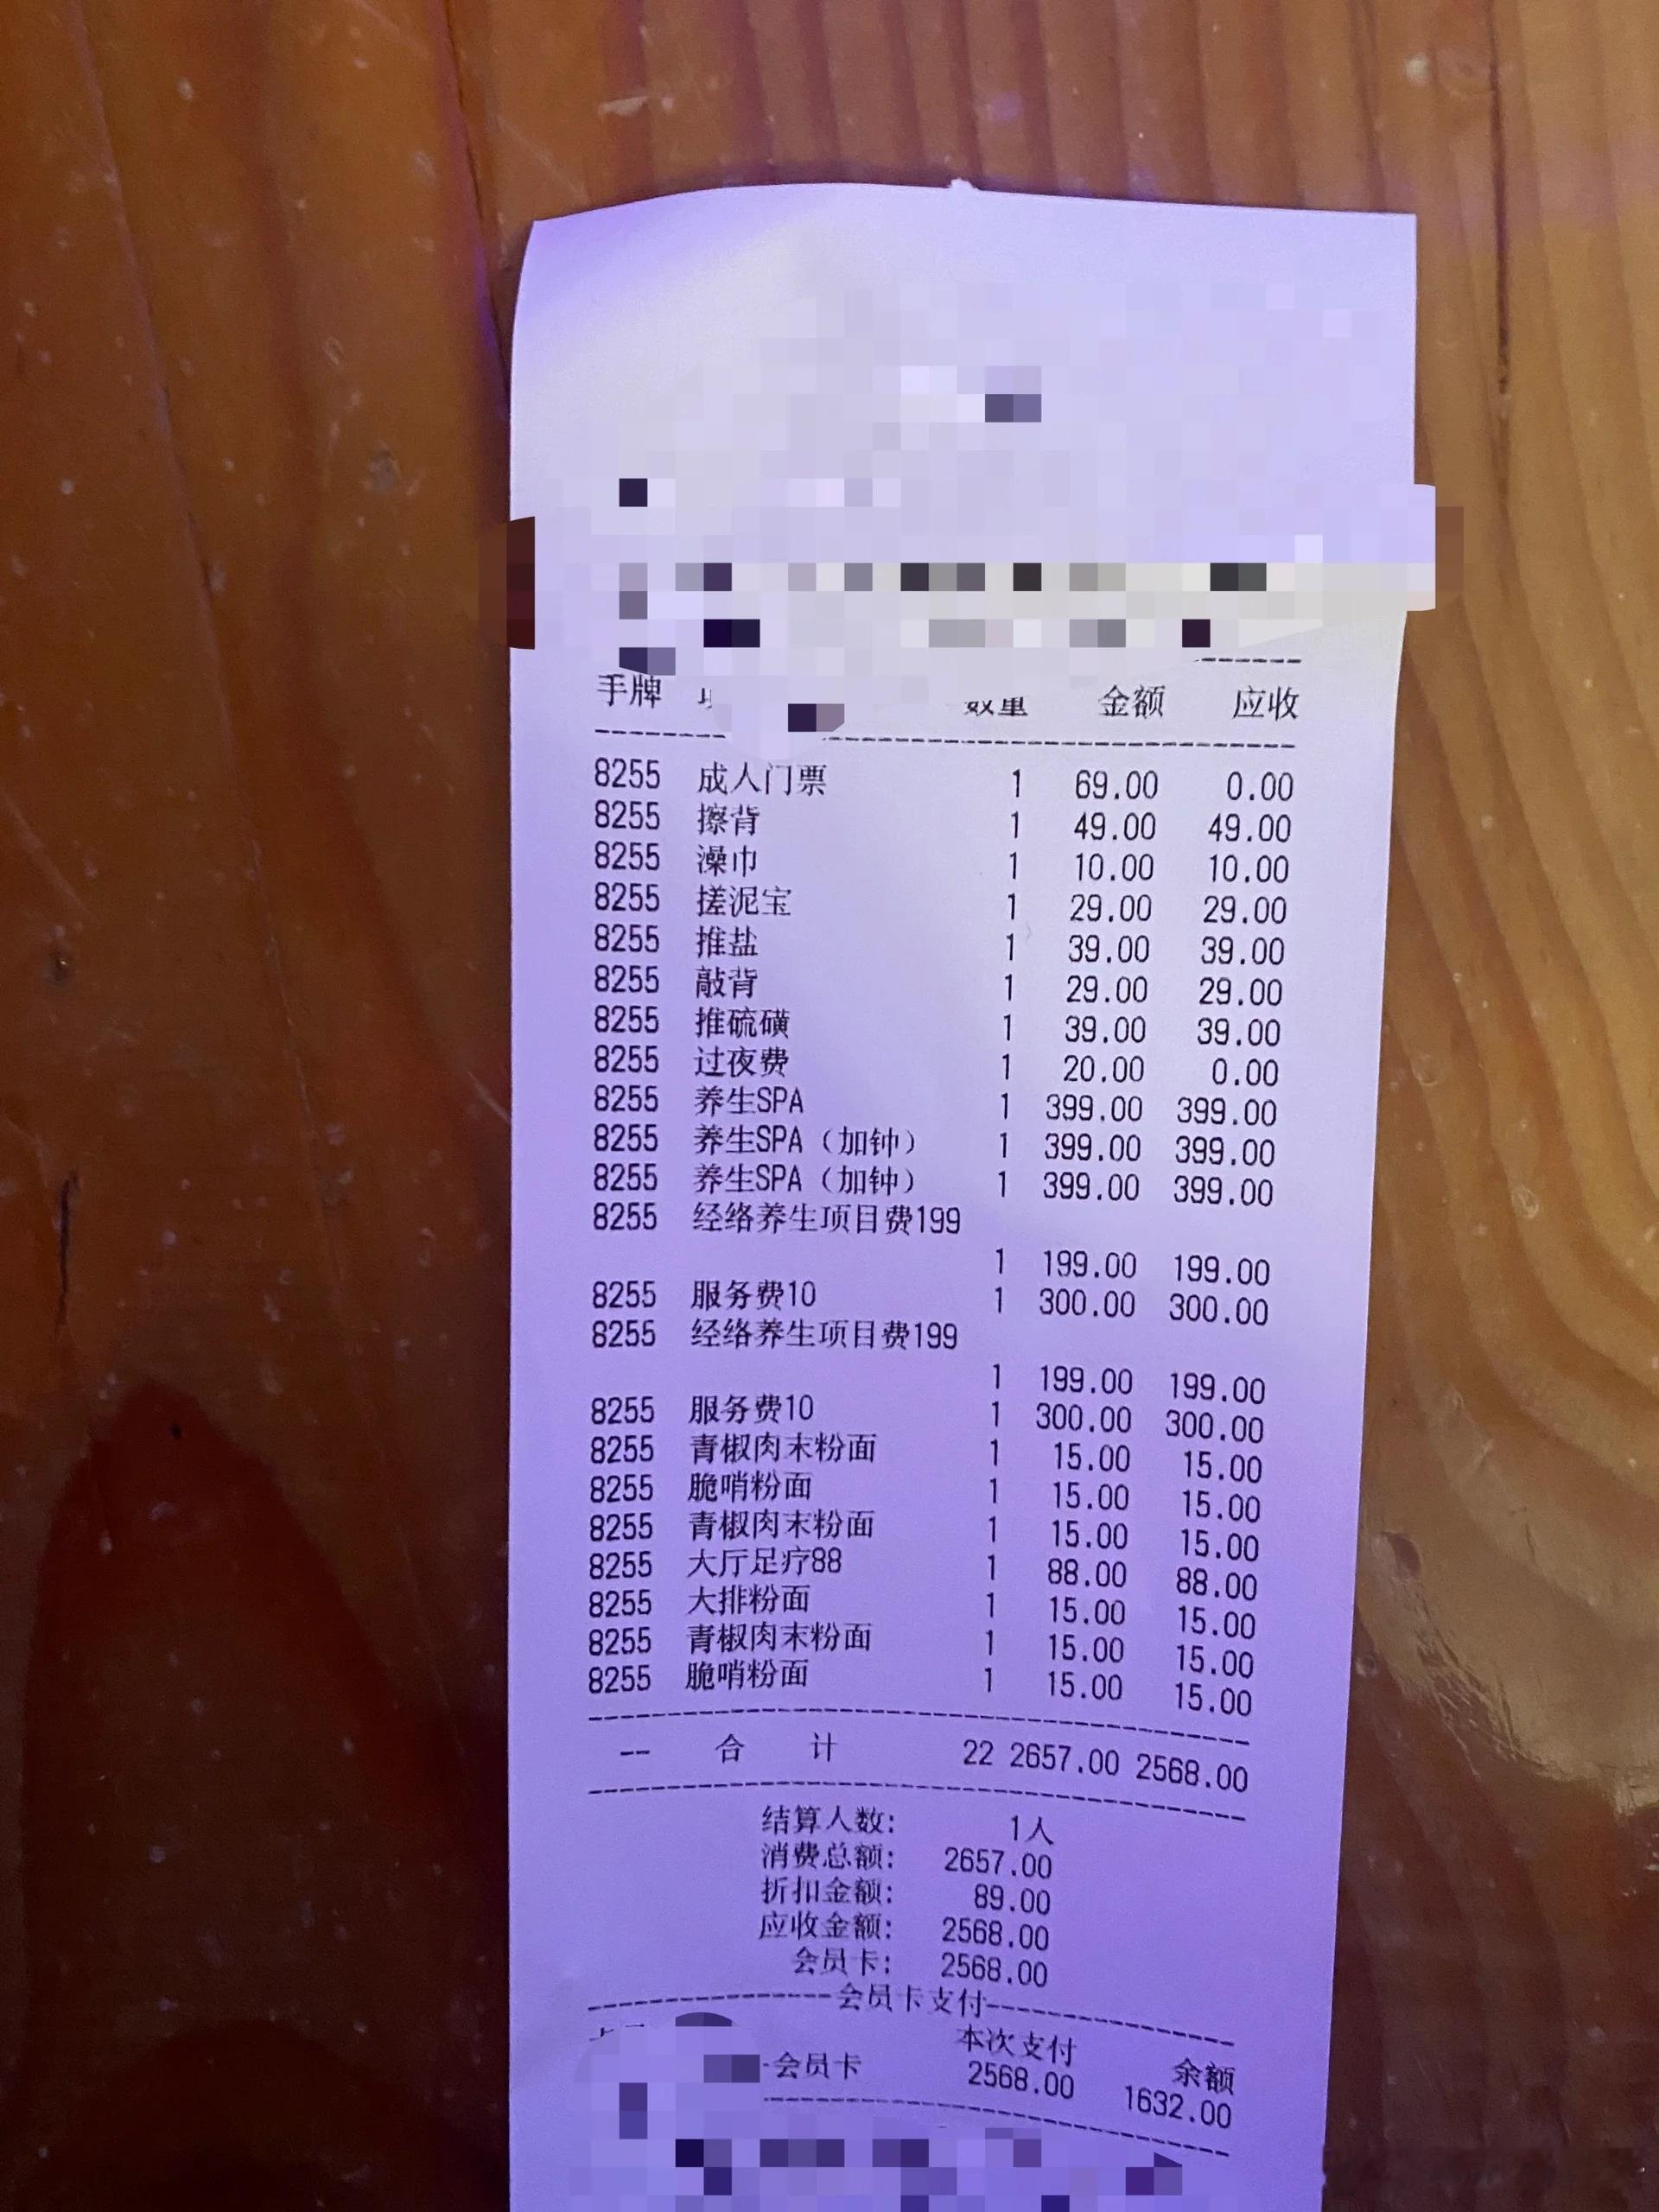 手牌 数量 金额 应收
8255 成人门票 1 69.00 0.00
8255 擦背 1 49.00 49.00
8255 澡巾 1 10.00 10.00
8255 搓泥宝 1 29.00 29.00
8255 推盐 1 39.00 39.00
8255 敲背 1 29.00 29.00
8255 推硫磺 1 39.00 39.00
8255 过夜费 1 20.00 0.00
8255 养生SPA 1 399.00 399.00
8255 养生SPA（加钟） 1 399.00 399.00
8255 养生SPA（加钟） 1 399.00 399.00
8255 经络养生项目费199
1 199.00 199.00
8255 服务费10 1 300.00 300.00
8255 经络养生项目费199
1 199.00 199.00
8255 服务费10 1 300.00 300.00
8255 青椒肉末粉面 1 15.00 15.00
8255 脆哨粉面 1 15.00 15.00
8255 青椒肉末粉面 1 15.00 15.00
8255 大厅足疗88 1 88.00 88.00
8255 大排粉面 1 15.00 15.00
8255 青椒肉末粉面 1 15.00 15.00
8255 脆哨粉面 1 15.00 15.00
-- 合 计 22 2657.00 2568.00
结算人数: 1人
消费总额: 2657.00
折扣金额: 89.00
应收金额: 2568.00
会员卡: 2568.00
会员卡支付
本次支付 余额
-会员卡 2568.00 1632.00